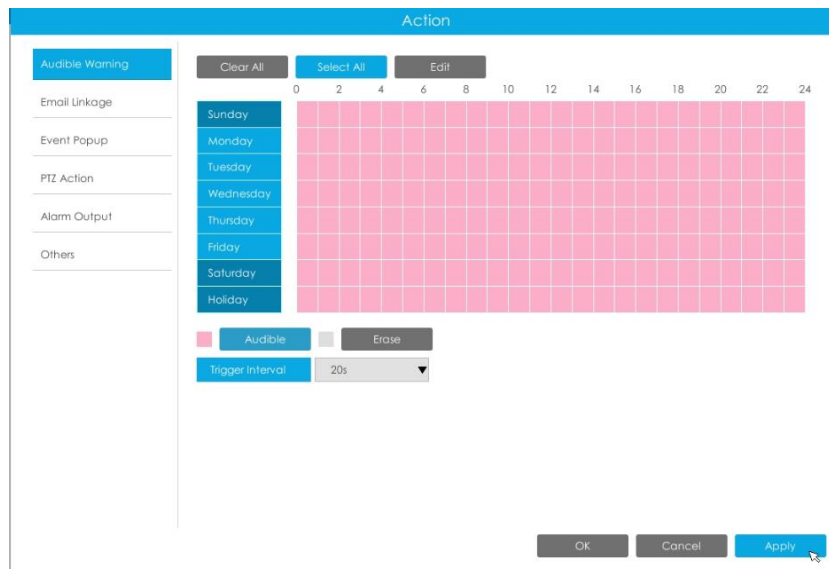 Action
Audible Warning
Email Linkage
Event Popup
PTZ Action
Alarm Output
Others
Clear All Select All Edit
0 2 4 6 8 10 12 14 16 18 20 22 24
Sunday
Monday
Tuesday
Wednesday
Thursday
Friday
Saturday
Holiday
Audible Erase
Trigger Interval 20s
OK Cancel Apply